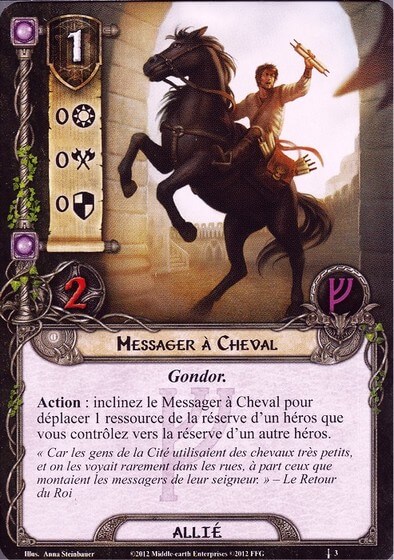 1
0
0
0
2
Messager à Cheval
Gondor.
Action : inclinez le Messager à Cheval pour
déplacer 1 ressource de la réserve d'un héros que
vous contrôlez vers la réserve d'un autre héros.
« Car les gens de la Cité utilisaient des chevaux très petits,
et on les voyait rarement dans les rues, à part ceux que
montaient les messagers de leur seigneur. » – Le Retour
du Roi
Allié
Illus. Anna Steinbauer ©2012 Middle-earth Enterprises ©2012 FFG 3